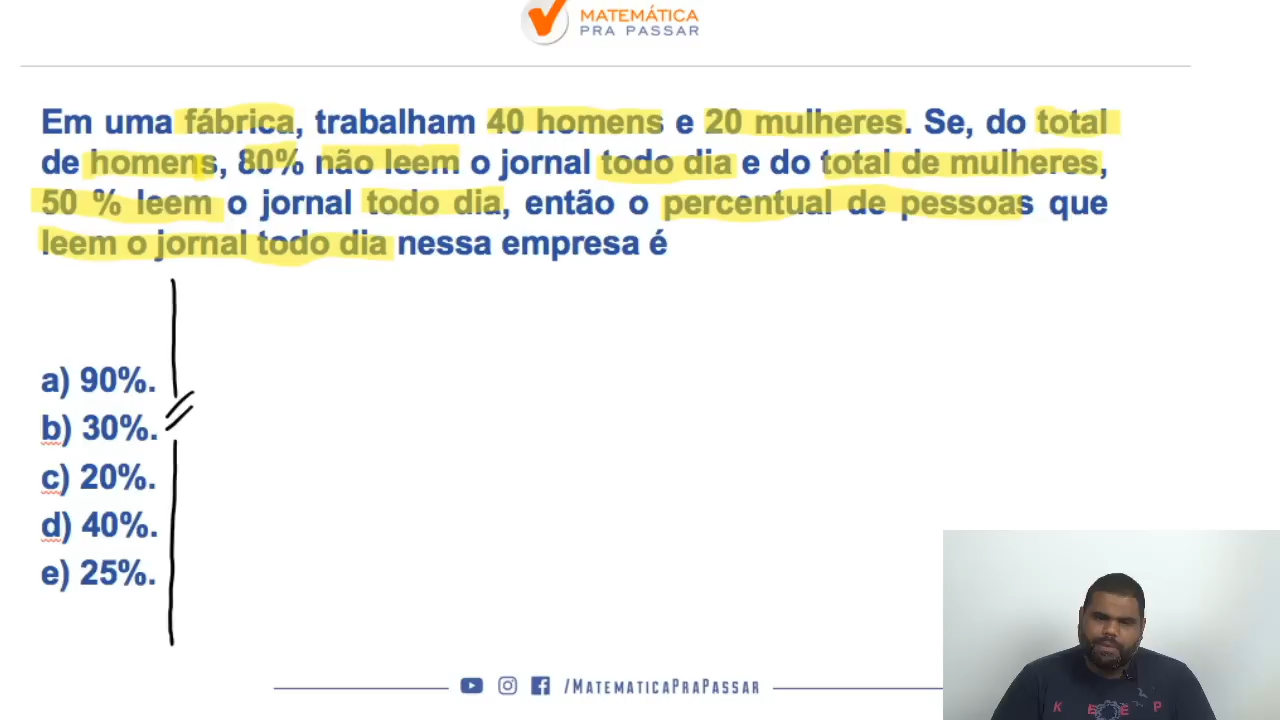 MATEMÁTICA
PRA PASSAR
Em uma fábrica, trabalham 40 homens e 20 mulheres. Se, do total
de homens, 80% não leem o jornal todo dia e do total de mulheres,
50 % leem o jornal todo dia, então o percentual de pessoas que
leem o jornal todo dia nessa empresa é
a) 90%.
b) 30%.
c) 20%.
d) 40%.
e) 25%.
/MATEMATICAPRAPASSAR
K E E P